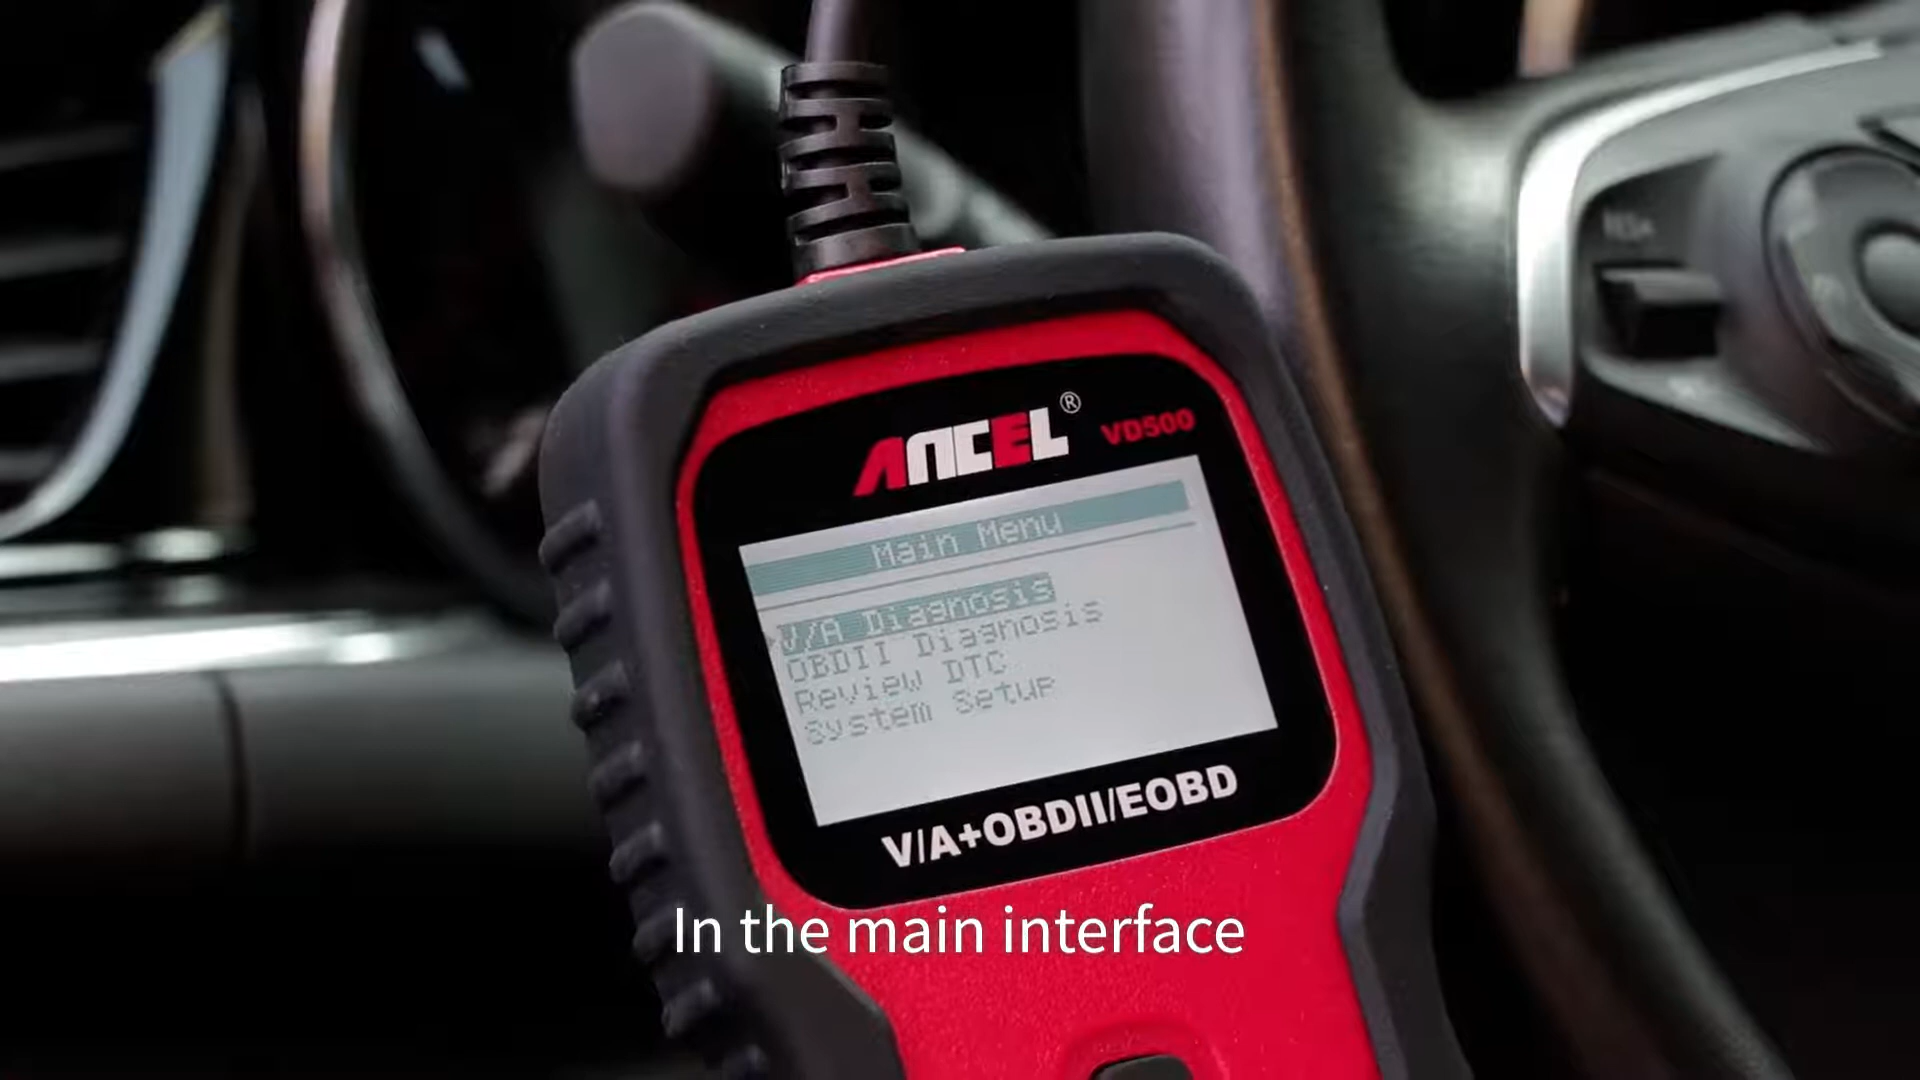 ANCEL® VD500
Main Menu
V/A Diagnosis
OBDII Diagnosis
Review DTC
System Setup
V/A+OBDII/EOBD
In the main interface